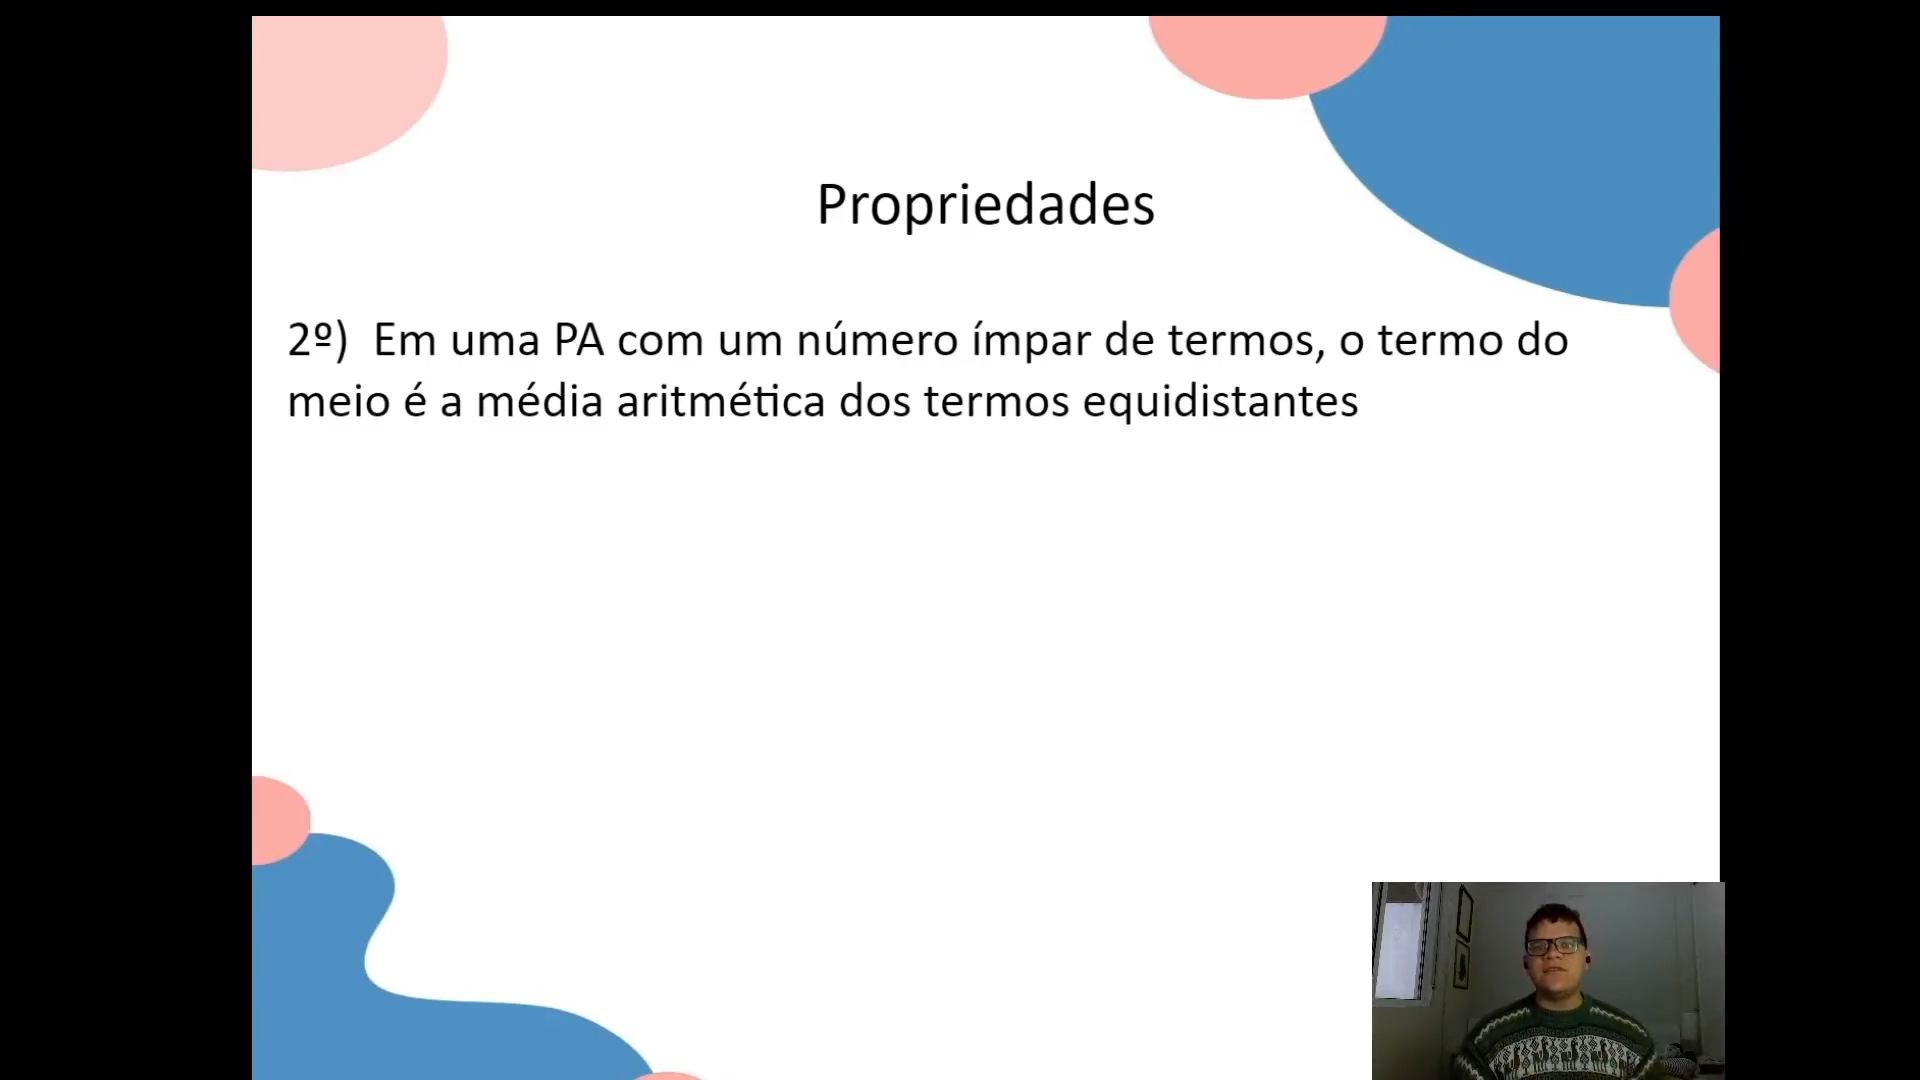 Propriedades
2º) Em uma PA com um número ímpar de termos, o termo do
meio é a média aritmética dos termos equidistantes